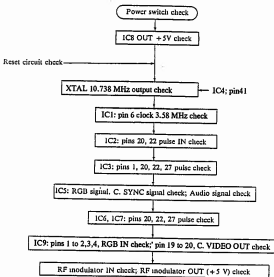 Power switch check
IC8 OUT +5V check
Reset circuit check
XTAL 10.738 MHz output check
IC4; pin41
IC1: pin 6 clock 3.58 MHz check
IC2: pins 20, 22 pulse IN check
IC3: pins 1, 20, 22, 27 pulse check
IC5: RGB signal. C. SYNC signal check; Audio signal check
IC6, IC7: pins 20, 22, 27 pulse check
IC9: pins 1 to 2,3,4, RGB IN check;' pin 19 to 20, C. VIDEO OUT check
RF modulator IN check; RF modulator OUT (+5 V) check